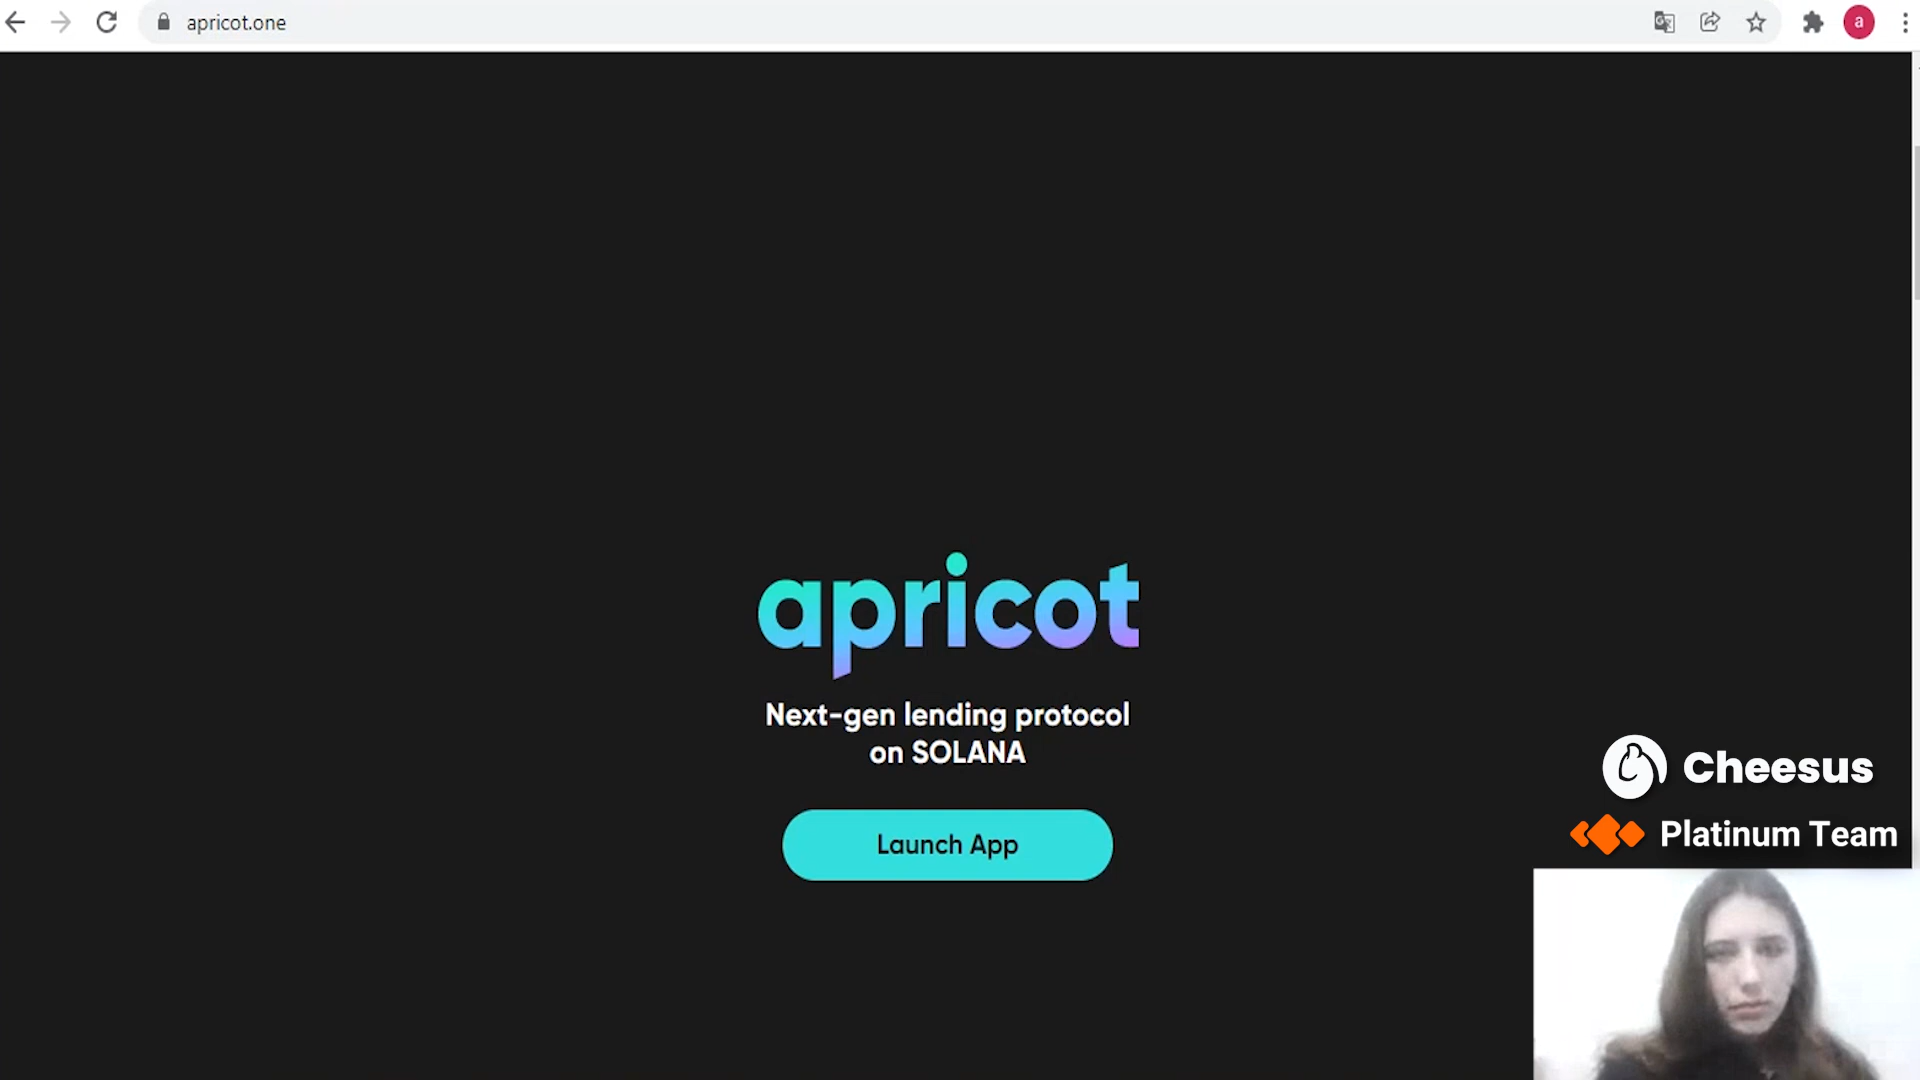 apricot.one
a
apricot
Next-gen lending protocol
on SOLANA
Launch App
Cheesus
Platinum Team